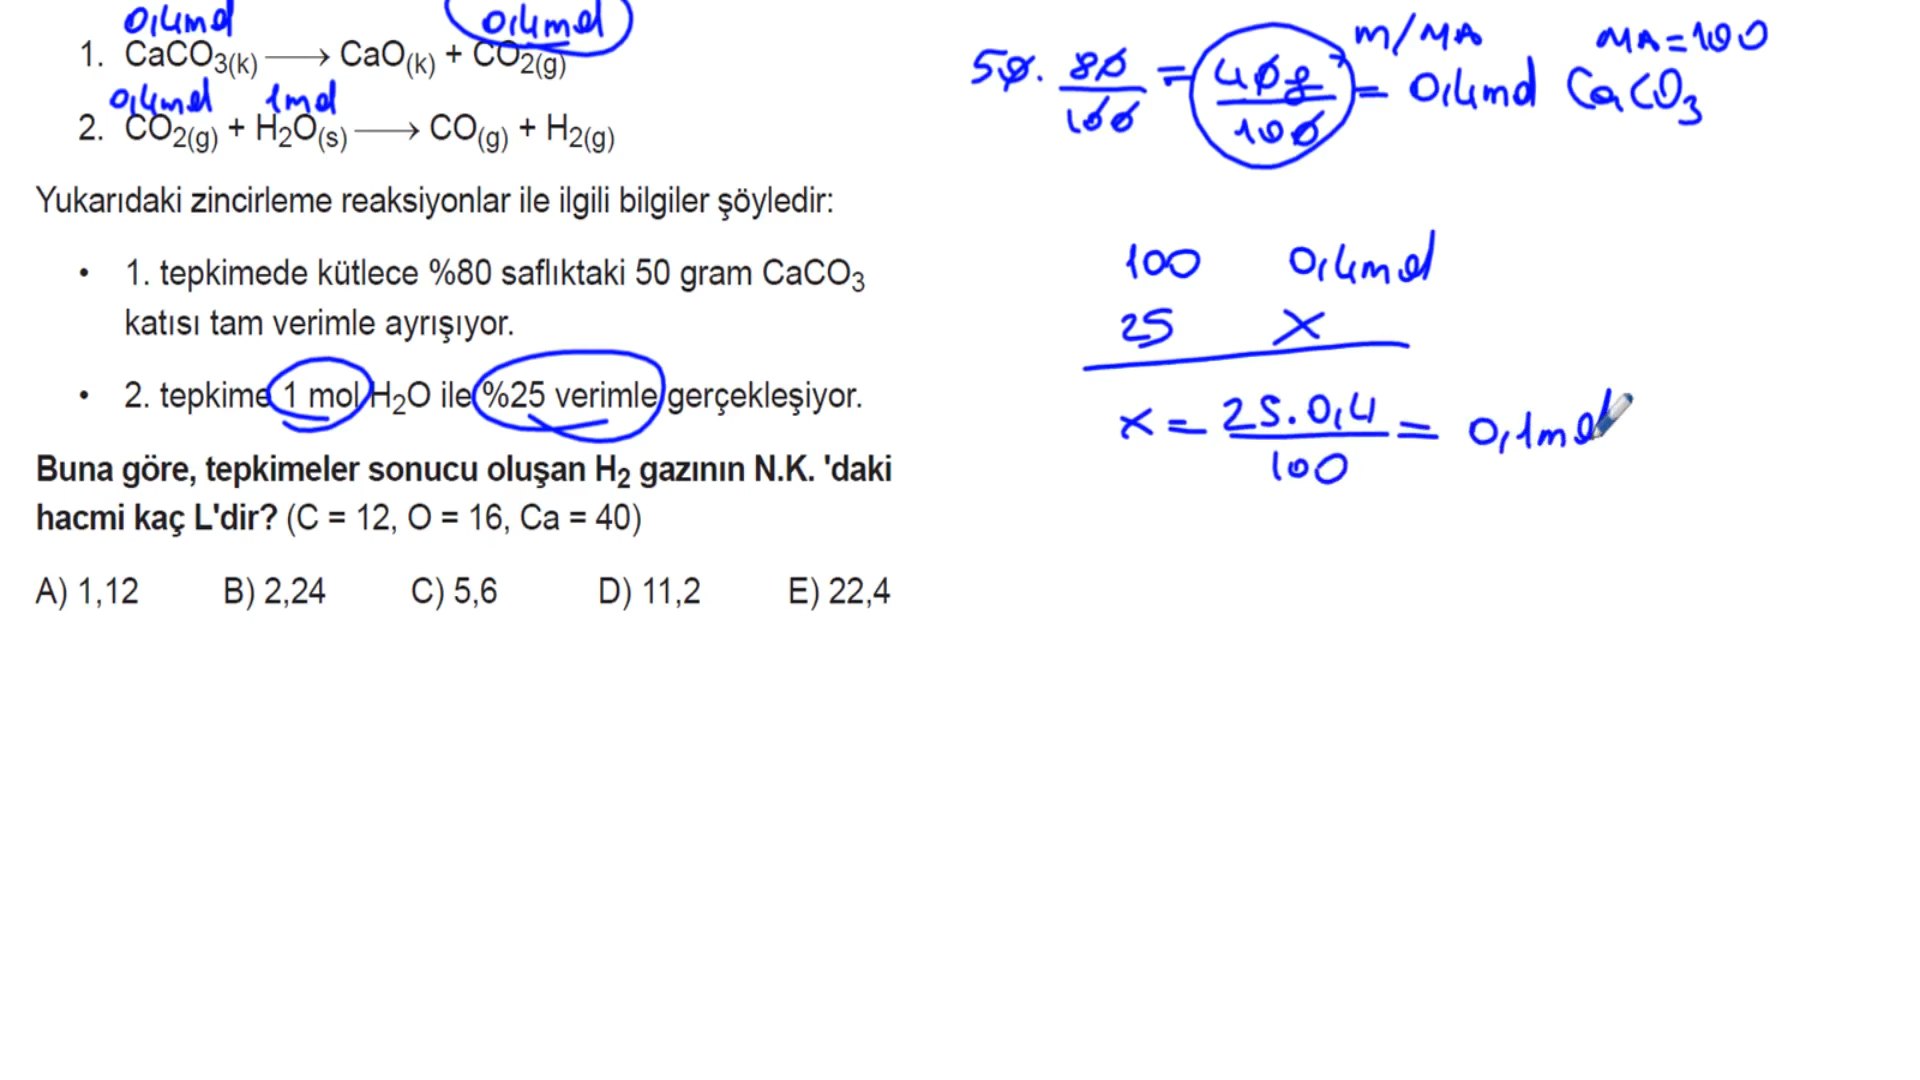 0,4mol 0,4mol
1. CaCO3(k) ⟶ CaO(k) + CO2(g)
0,4mol 1mol
2. CO2(g) + H2O(s) ⟶ CO(g) + H2(g)
Yukarıdaki zincirleme reaksiyonlar ile ilgili bilgiler şöyledir:
• 1. tepkimede kütlece %80 saflıktaki 50 gram CaCO3
katısı tam verimle ayrışıyor.
• 2. tepkime 1 mol H2O ile %25 verimle gerçekleşiyor.
Buna göre, tepkimeler sonucu oluşan H2 gazının N.K. 'daki
hacmi kaç L'dir? (C = 12, O = 16, Ca = 40)
A) 1,12 B) 2,24 C) 5,6 D) 11,2 E) 22,4
m/MA MA=100
50. 80/100 = 40g/100 = 0,4mol CaCO3
100 0,4mol
25 x
x = 25.0,4/100 = 0,1mol